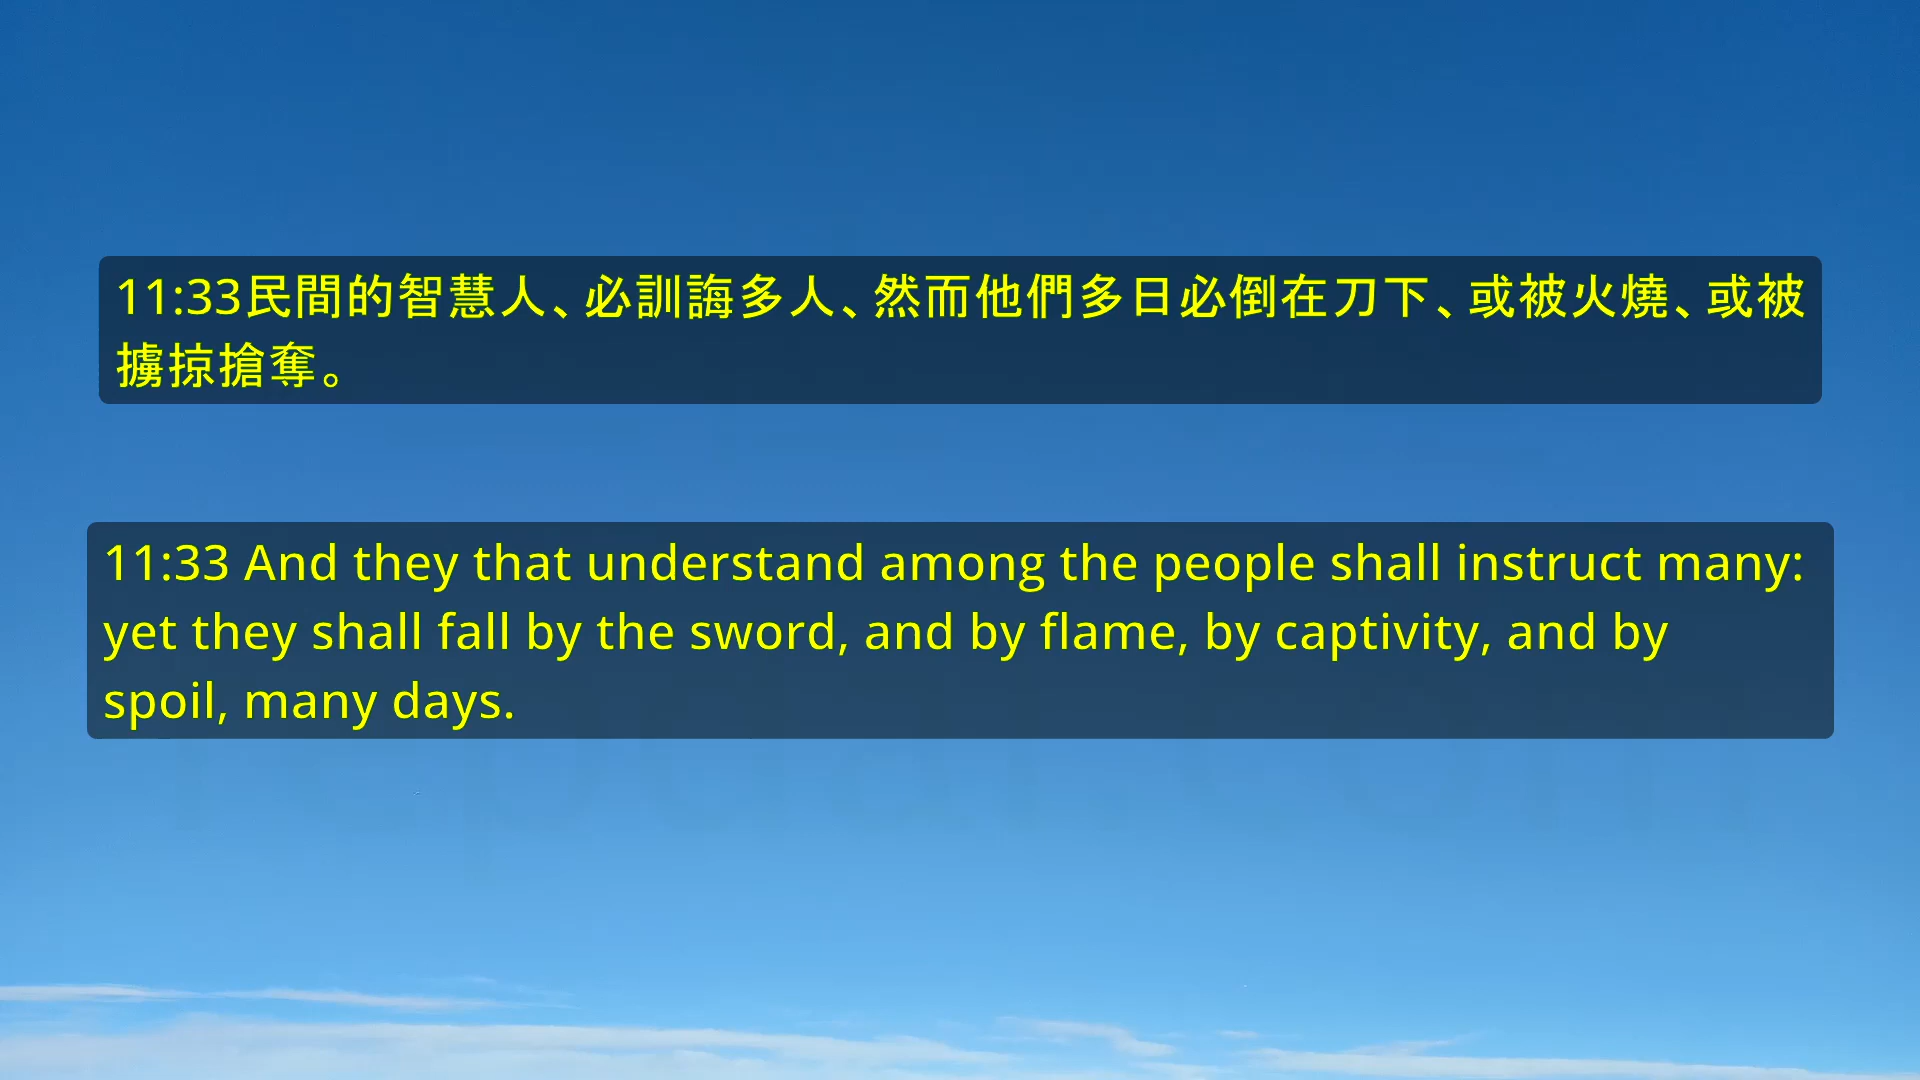 11:33民間的智慧人、必訓誨多人、然而他們多日必倒在刀下、或被火燒、或被
擄掠搶奪。
11:33 And they that understand among the people shall instruct many:
yet they shall fall by the sword, and by flame, by captivity, and by
spoil, many days.